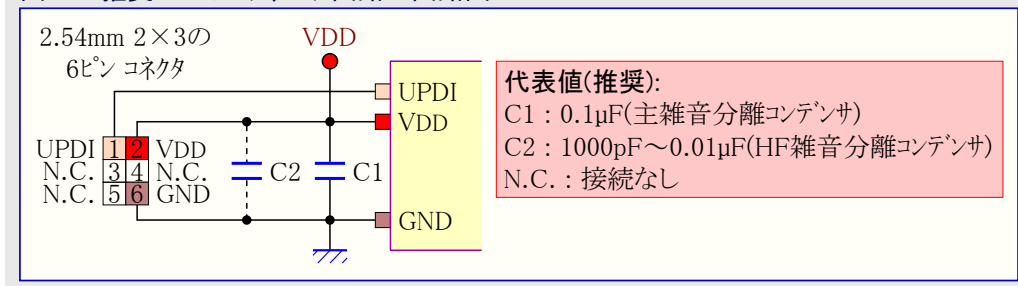 2.54mm 2×3の
6ピン コネクタ
VDD
UPDI
VDD
GND
UPDI 1 2 VDD
N.C. 3 4 N.C.
N.C. 5 6 GND
C2
C1
代表値(推奨):
C1 : 0.1µF(主雑音分離コンデンサ)
C2 : 1000pF～0.01µF(HF雑音分離コンデンサ)
N.C. : 接続なし